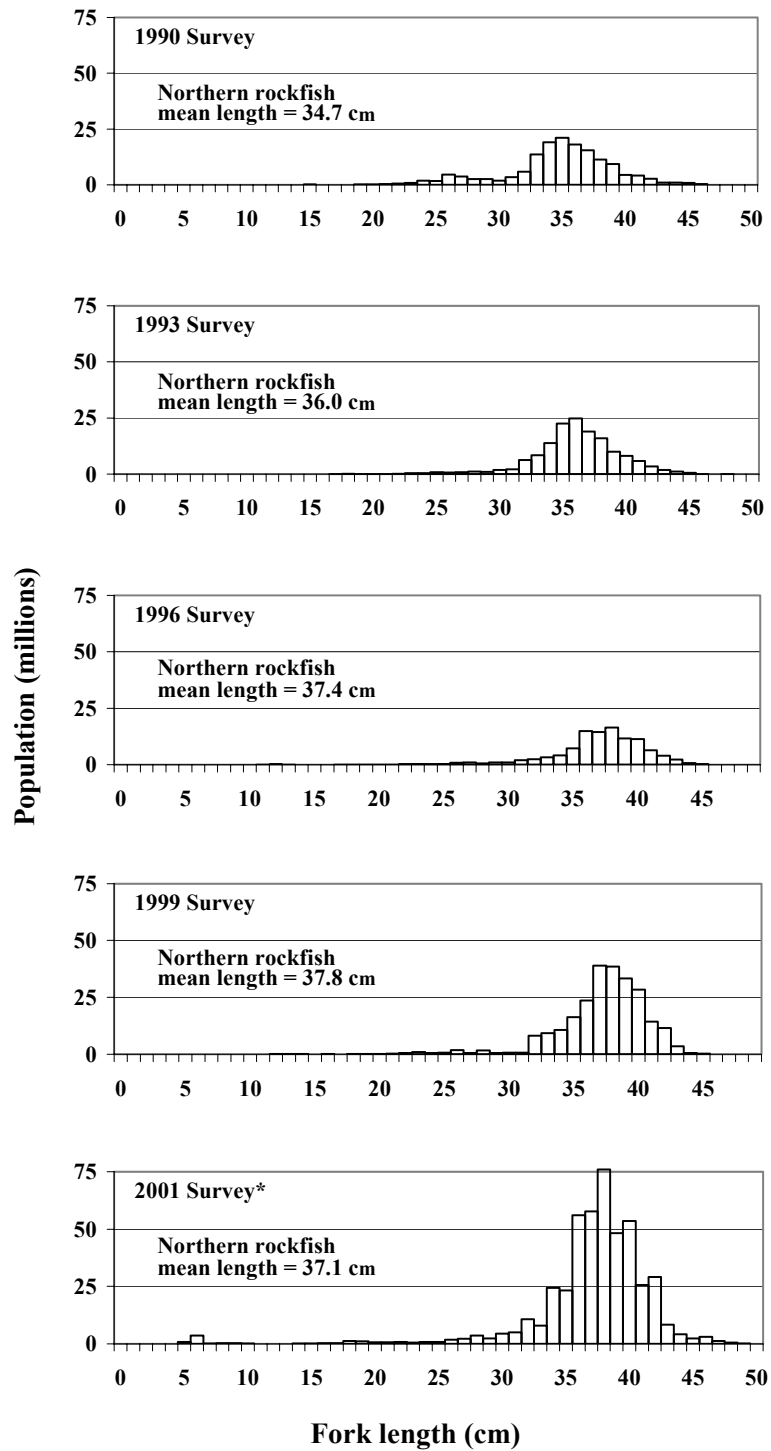 75
1990 Survey
50
Northern rockfish
mean length = 34.7 cm
25
0
0 5 10 15 20 25 30 35 40 45 50
75
1993 Survey
50
Northern rockfish
mean length = 36.0 cm
25
0
0 5 10 15 20 25 30 35 40 45 50
Population (millions)
75
1996 Survey
50
Northern rockfish
mean length = 37.4 cm
25
0
0 5 10 15 20 25 30 35 40 45
75
1999 Survey
50
Northern rockfish
mean length = 37.8 cm
25
0
0 5 10 15 20 25 30 35 40 45
75
2001 Survey*
50
Northern rockfish
mean length = 37.1 cm
25
0
0 5 10 15 20 25 30 35 40 45 50
Fork length (cm)